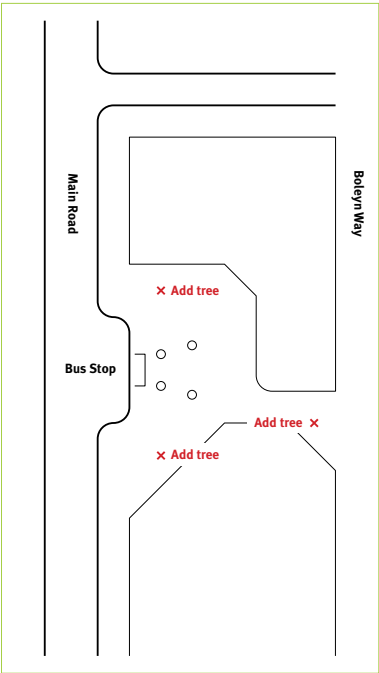 Main Road
Boleyn Way
× Add tree
Bus Stop
Add tree ×
× Add tree